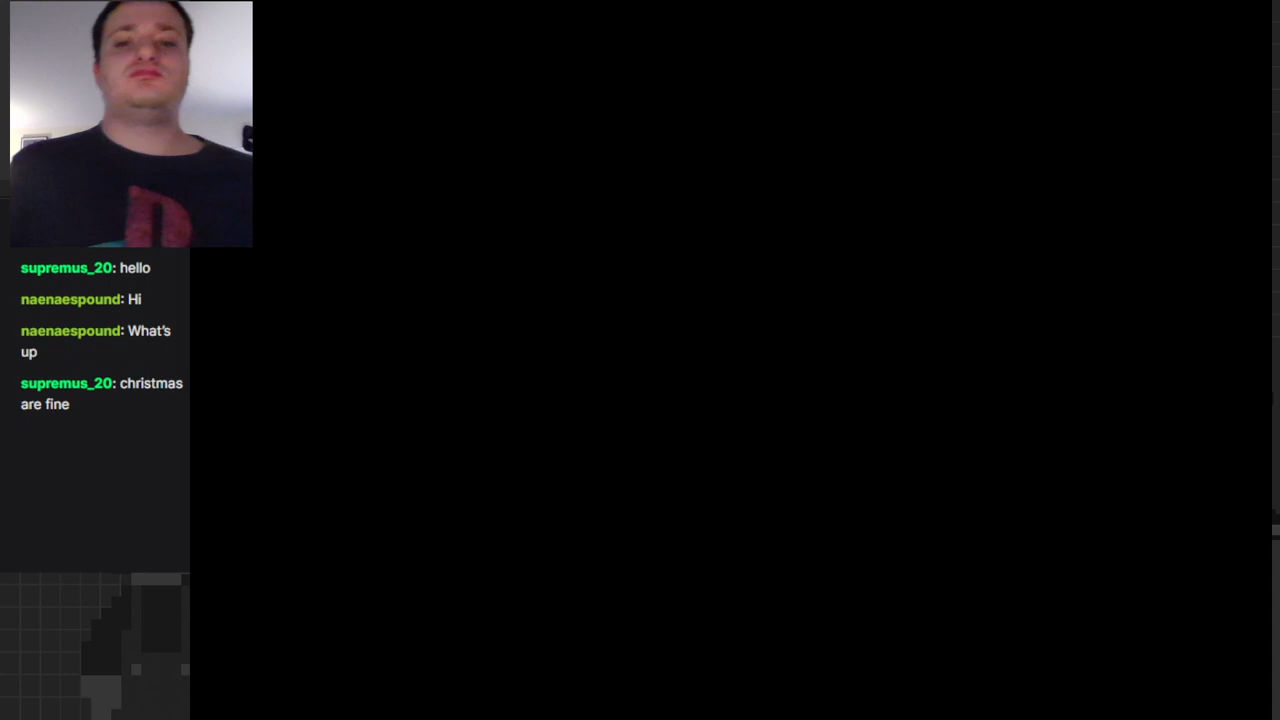 supremus_20: hello
naenaespound: Hi
naenaespound: What's
up
supremus_20: christmas
are fine